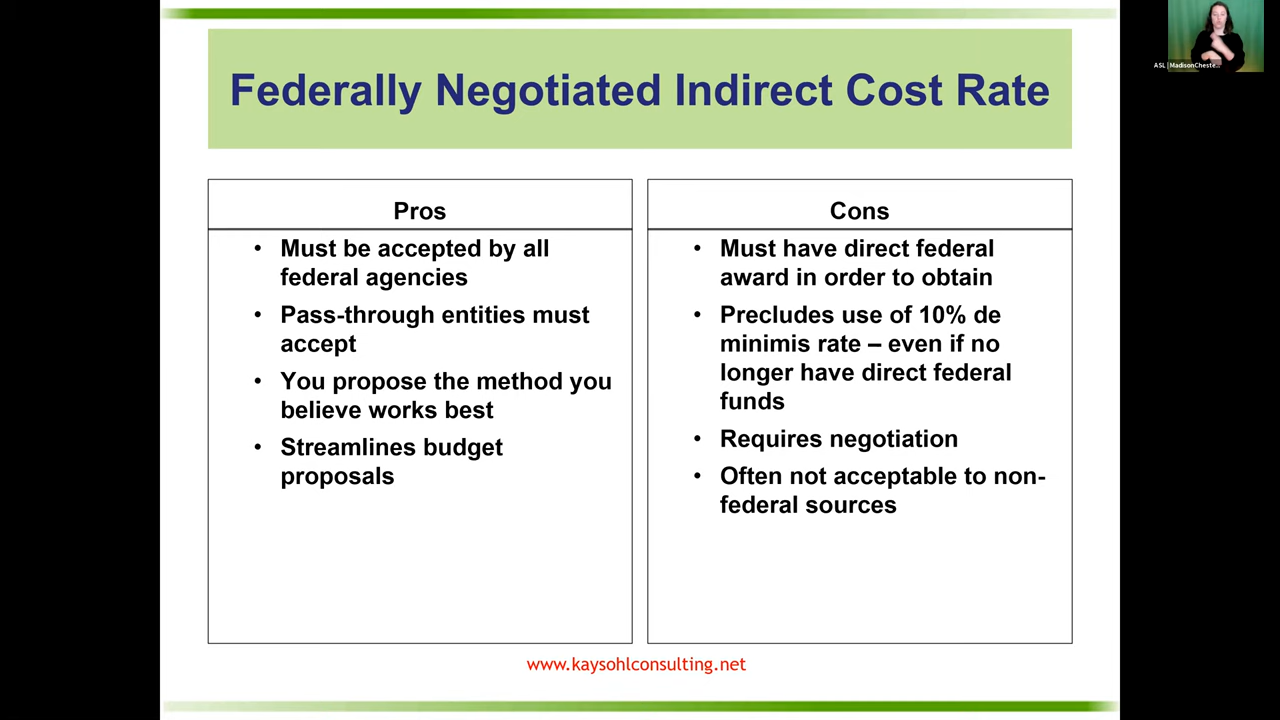 Federally Negotiated Indirect Cost Rate
Pros
• Must be accepted by all
federal agencies
• Pass-through entities must
accept
• You propose the method you
believe works best
• Streamlines budget
proposals
Cons
• Must have direct federal
award in order to obtain
• Precludes use of 10% de
minimis rate – even if no
longer have direct federal
funds
• Requires negotiation
• Often not acceptable to non-
federal sources
www.kaysohlconsulting.net
ASL | MadisonCheste...